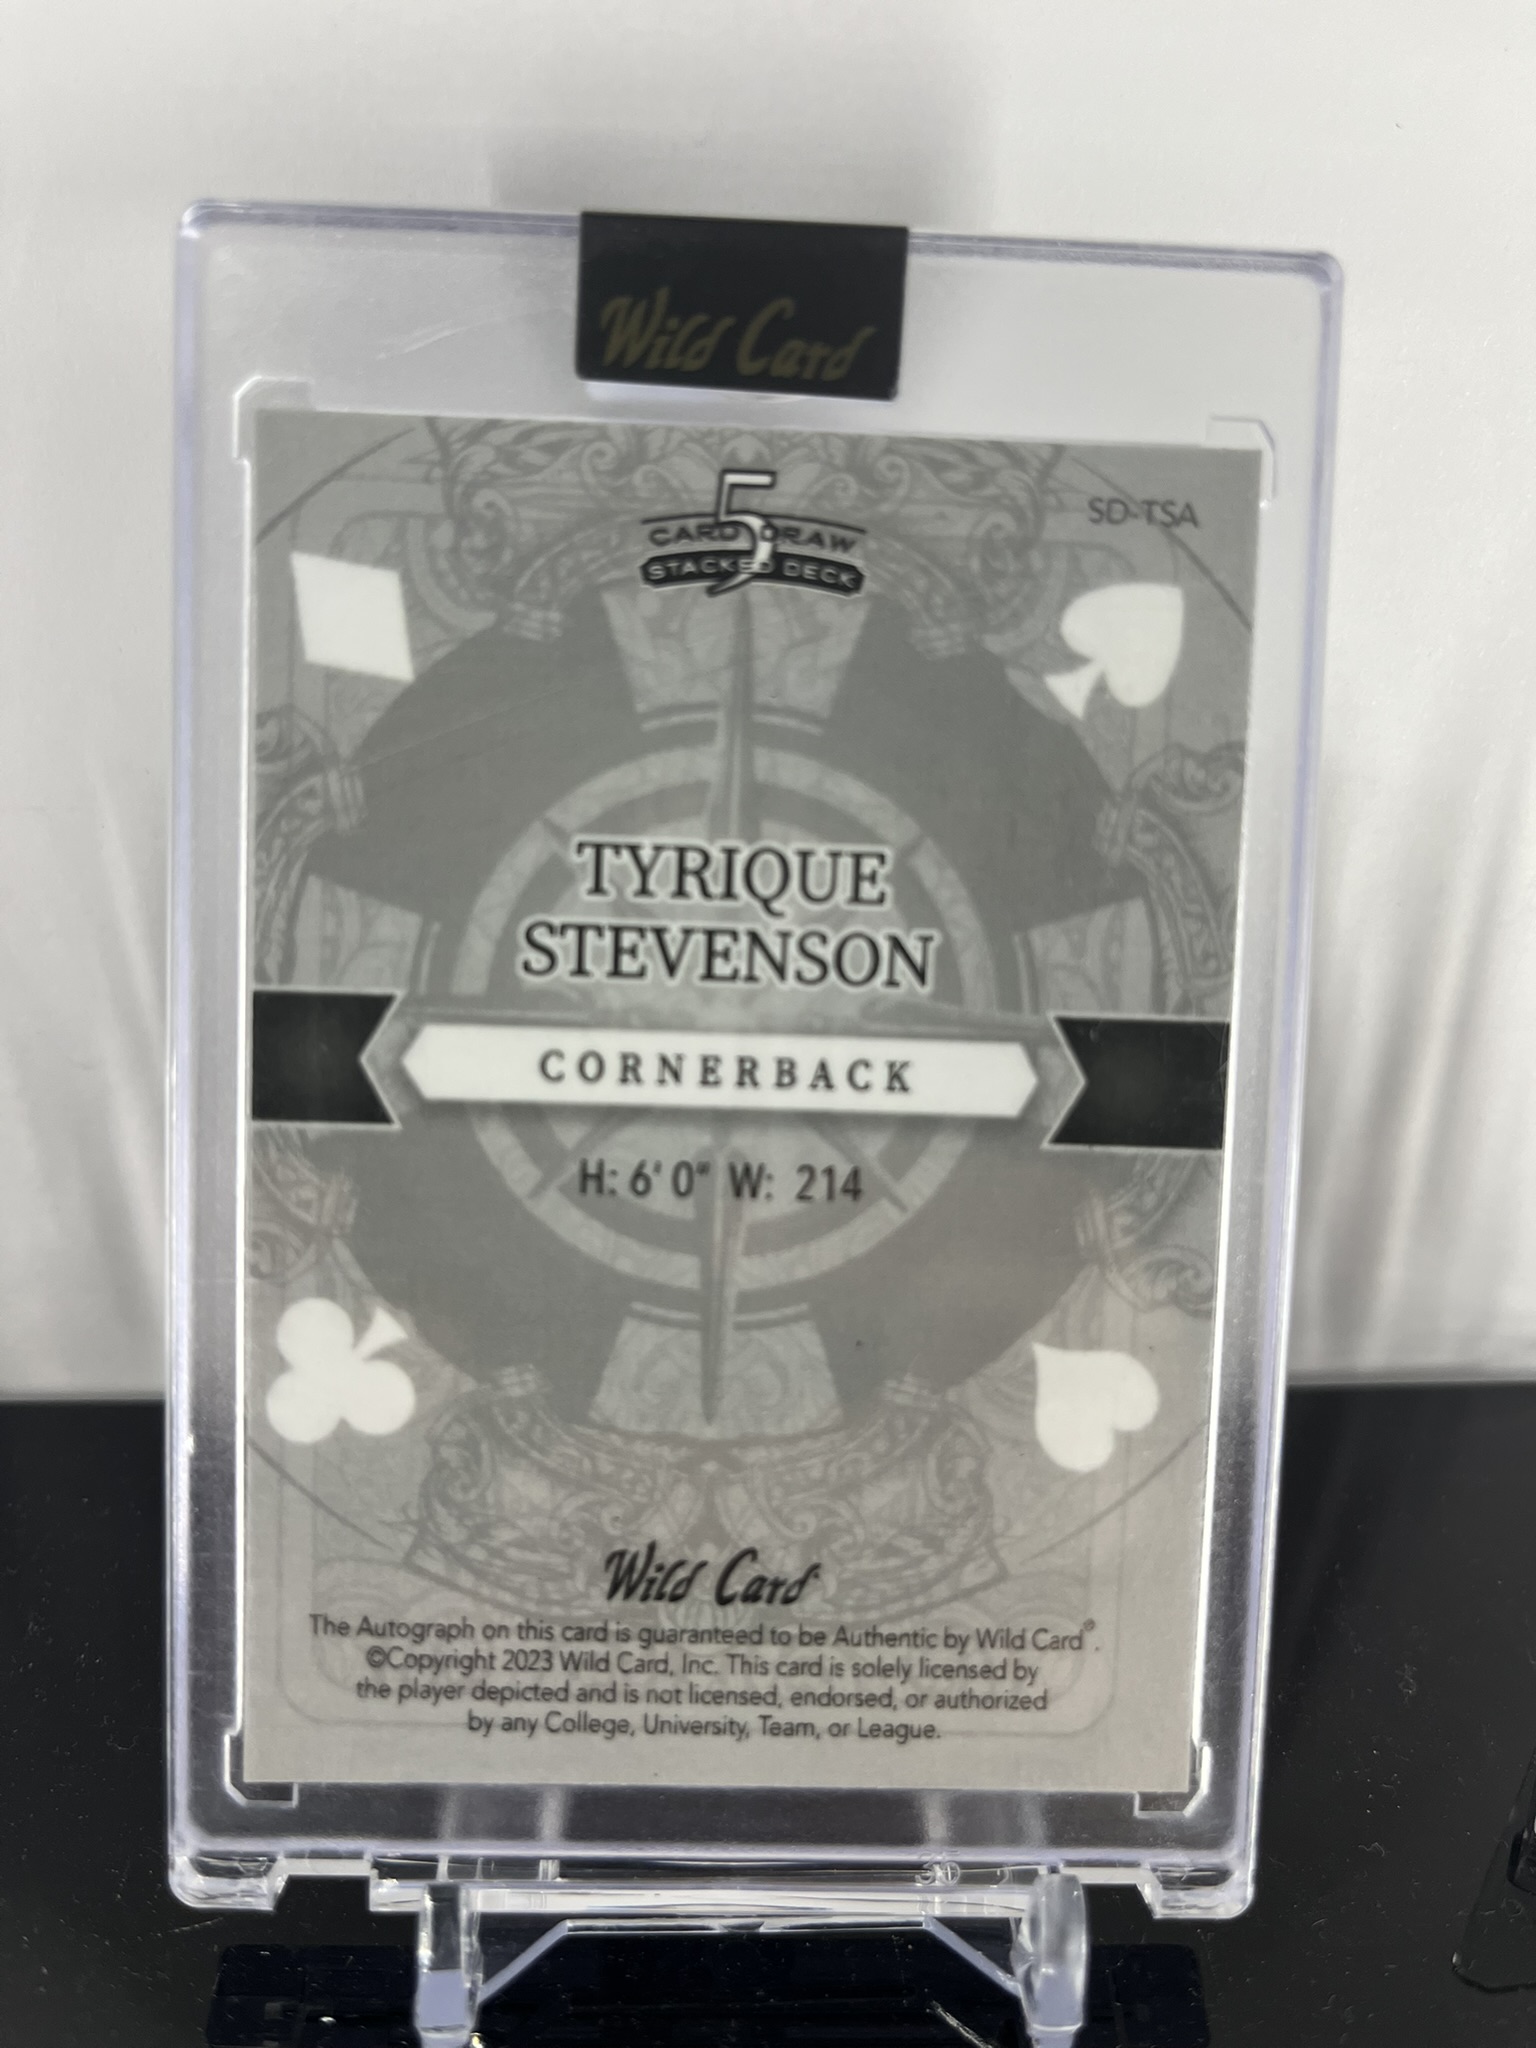 Wild Card
5
CARD DRAW
STACKED DECK
SD-TSA
TYRIQUE
STEVENSON
CORNERBACK
H: 6' 0" W: 214
Wild Card
The Autograph on this card is guaranteed to be Authentic by Wild Card®.
©Copyright 2023 Wild Card, Inc. This card is solely licensed by
the player depicted and is not licensed, endorsed, or authorized
by any College, University, Team, or League.